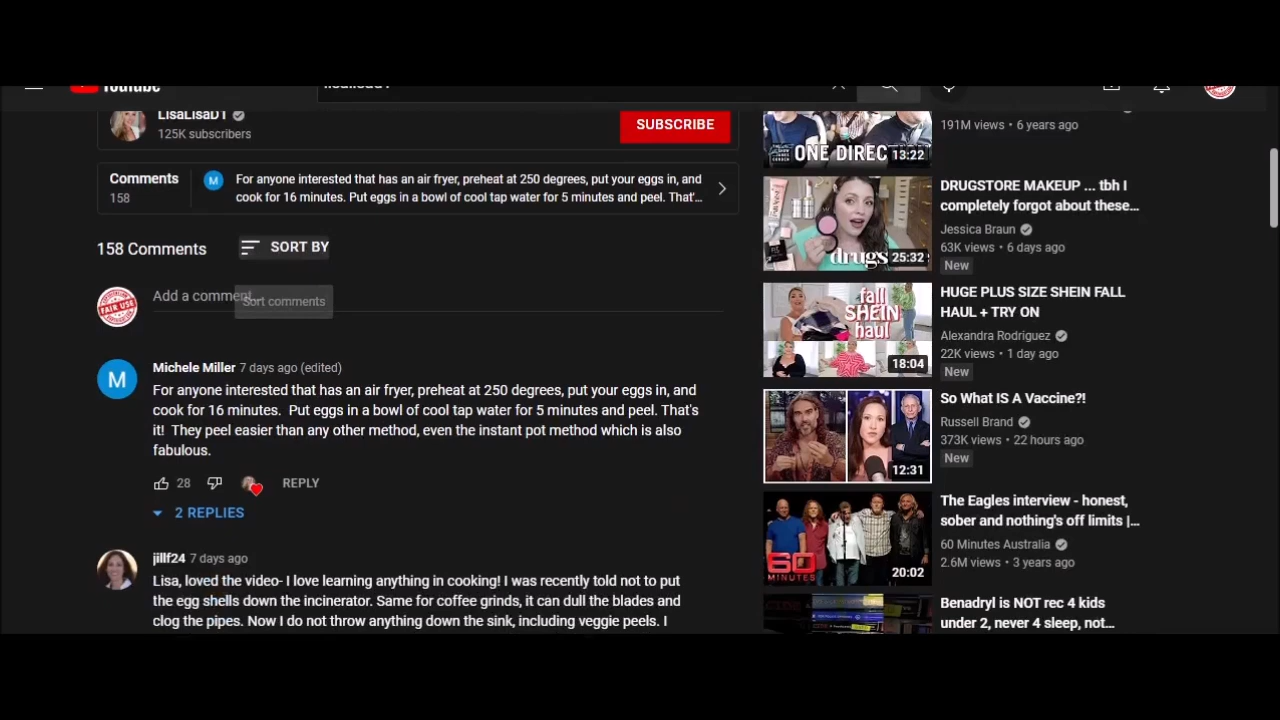 YouTube
LisaLisaD1
125K subscribers
SUBSCRIBE
Comments
158
M
For anyone interested that has an air fryer, preheat at 250 degrees, put your eggs in, and
cook for 16 minutes. Put eggs in a bowl of cool tap water for 5 minutes and peel. That'...
158 Comments
SORT BY
FAIR USE
Add a comment
Sort comments
M
Michele Miller 7 days ago (edited)
For anyone interested that has an air fryer, preheat at 250 degrees, put your eggs in, and
cook for 16 minutes. Put eggs in a bowl of cool tap water for 5 minutes and peel. That's
it! They peel easier than any other method, even the instant pot method which is also
fabulous.
28
REPLY
2 REPLIES
jillf24 7 days ago
Lisa, loved the video- I love learning anything in cooking! I was recently told not to put
the egg shells down the incinerator. Same for coffee grinds, it can dull the blades and
clog the pipes. Now I do not throw anything down the sink, including veggie peels. I
ONE DIREC
13:22
191M views • 6 years ago
drugs
25:32
DRUGSTORE MAKEUP ... tbh I
completely forgot about these...
Jessica Braun
63K views • 6 days ago
New
fall
SHEIN
haul
18:04
HUGE PLUS SIZE SHEIN FALL
HAUL + TRY ON
Alexandra Rodriguez
22K views • 1 day ago
New
12:31
So What IS A Vaccine?!
Russell Brand
373K views • 22 hours ago
New
60
MINUTES
20:02
The Eagles interview - honest,
sober and nothing's off limits |...
60 Minutes Australia
2.6M views • 3 years ago
Benadryl is NOT rec 4 kids
under 2, never 4 sleep, not...